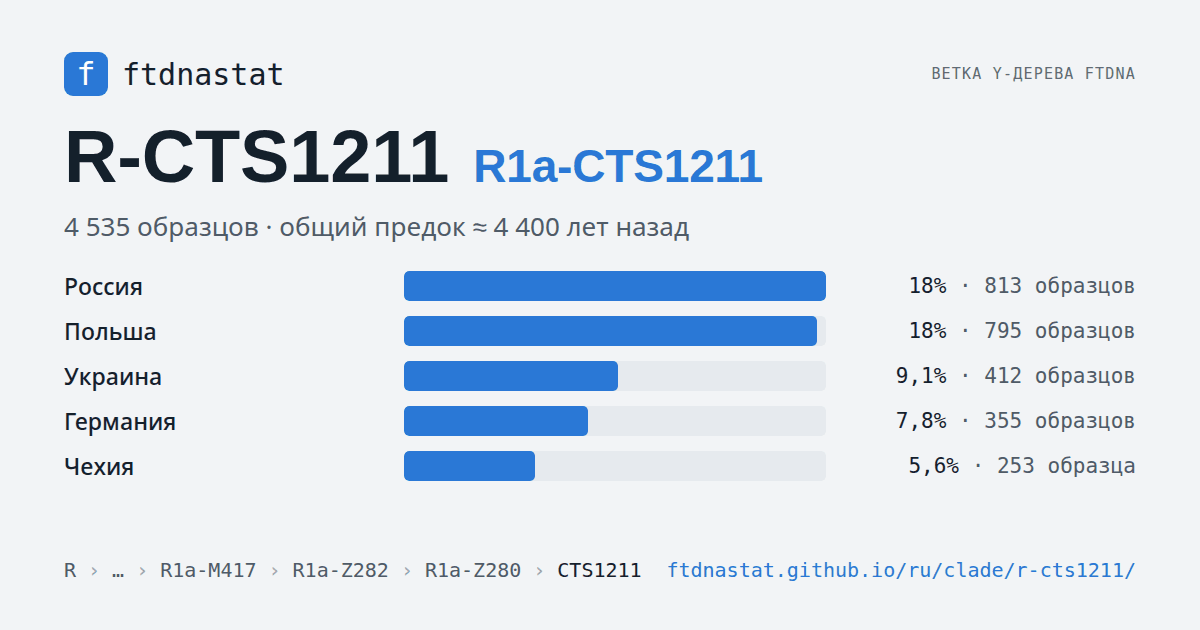 f ftdnastat
ВЕТКА Y-ДЕРЕВА FTDNA
R-CTS1211 R1a-CTS1211
4 535 образцов · общий предок ≈ 4 400 лет назад
Россия 18% · 813 образцов
Польша 18% · 795 образцов
Украина 9,1% · 412 образцов
Германия 7,8% · 355 образцов
Чехия 5,6% · 253 образца
R › … › R1a-M417 › R1a-Z282 › R1a-Z280 › CTS1211 ftdnastat.github.io/ru/clade/r-cts1211/